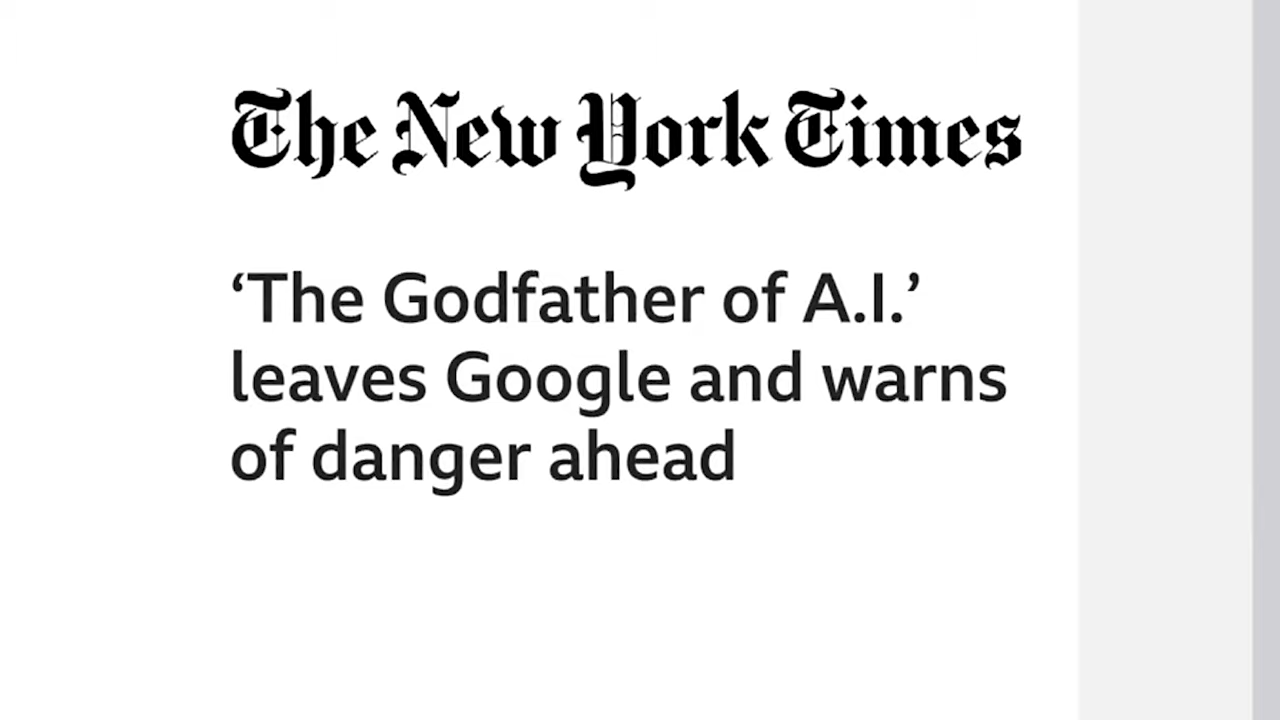 The New York Times
‘The Godfather of A.I.’
leaves Google and warns
of danger ahead